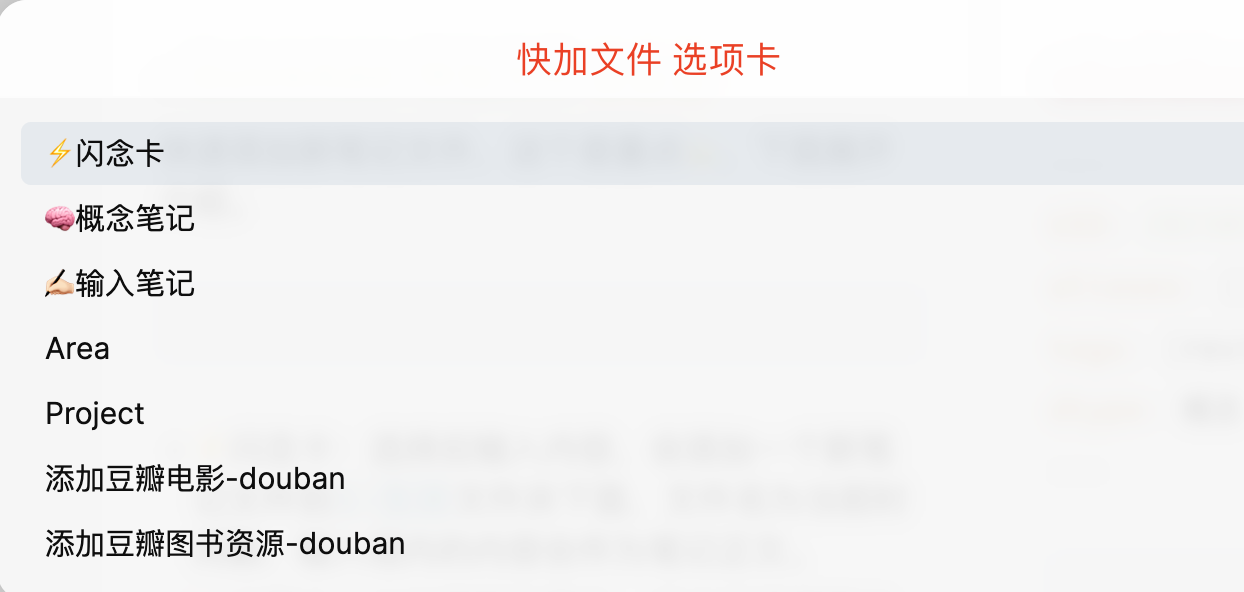 快加文件 选项卡
⚡闪念卡
🧠概念笔记
✍🏻输入笔记
Area
Project
添加豆瓣电影-douban
添加豆瓣图书资源-douban